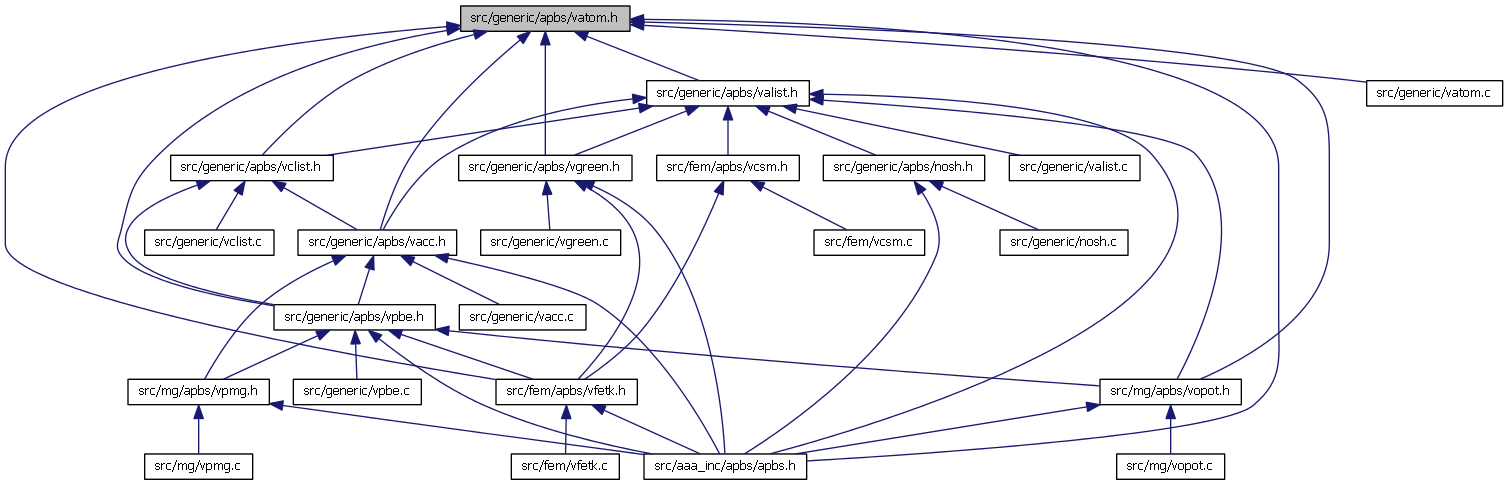 src/generic/apbs/vatom.h
src/generic/apbs/valist.h
src/generic/vatom.c
src/generic/apbs/vclist.h
src/generic/apbs/vgreen.h
src/fem/apbs/vcsm.h
src/generic/apbs/nosh.h
src/generic/valist.c
src/generic/vclist.c
src/generic/apbs/vacc.h
src/generic/vgreen.c
src/fem/vcsm.c
src/generic/nosh.c
src/generic/apbs/vpbe.h
src/generic/vacc.c
src/mg/apbs/vpmg.h
src/generic/vpbe.c
src/fem/apbs/vfetk.h
src/mg/apbs/vopot.h
src/mg/vpmg.c
src/fem/vfetk.c
src/aaa_inc/apbs/apbs.h
src/mg/vopot.c